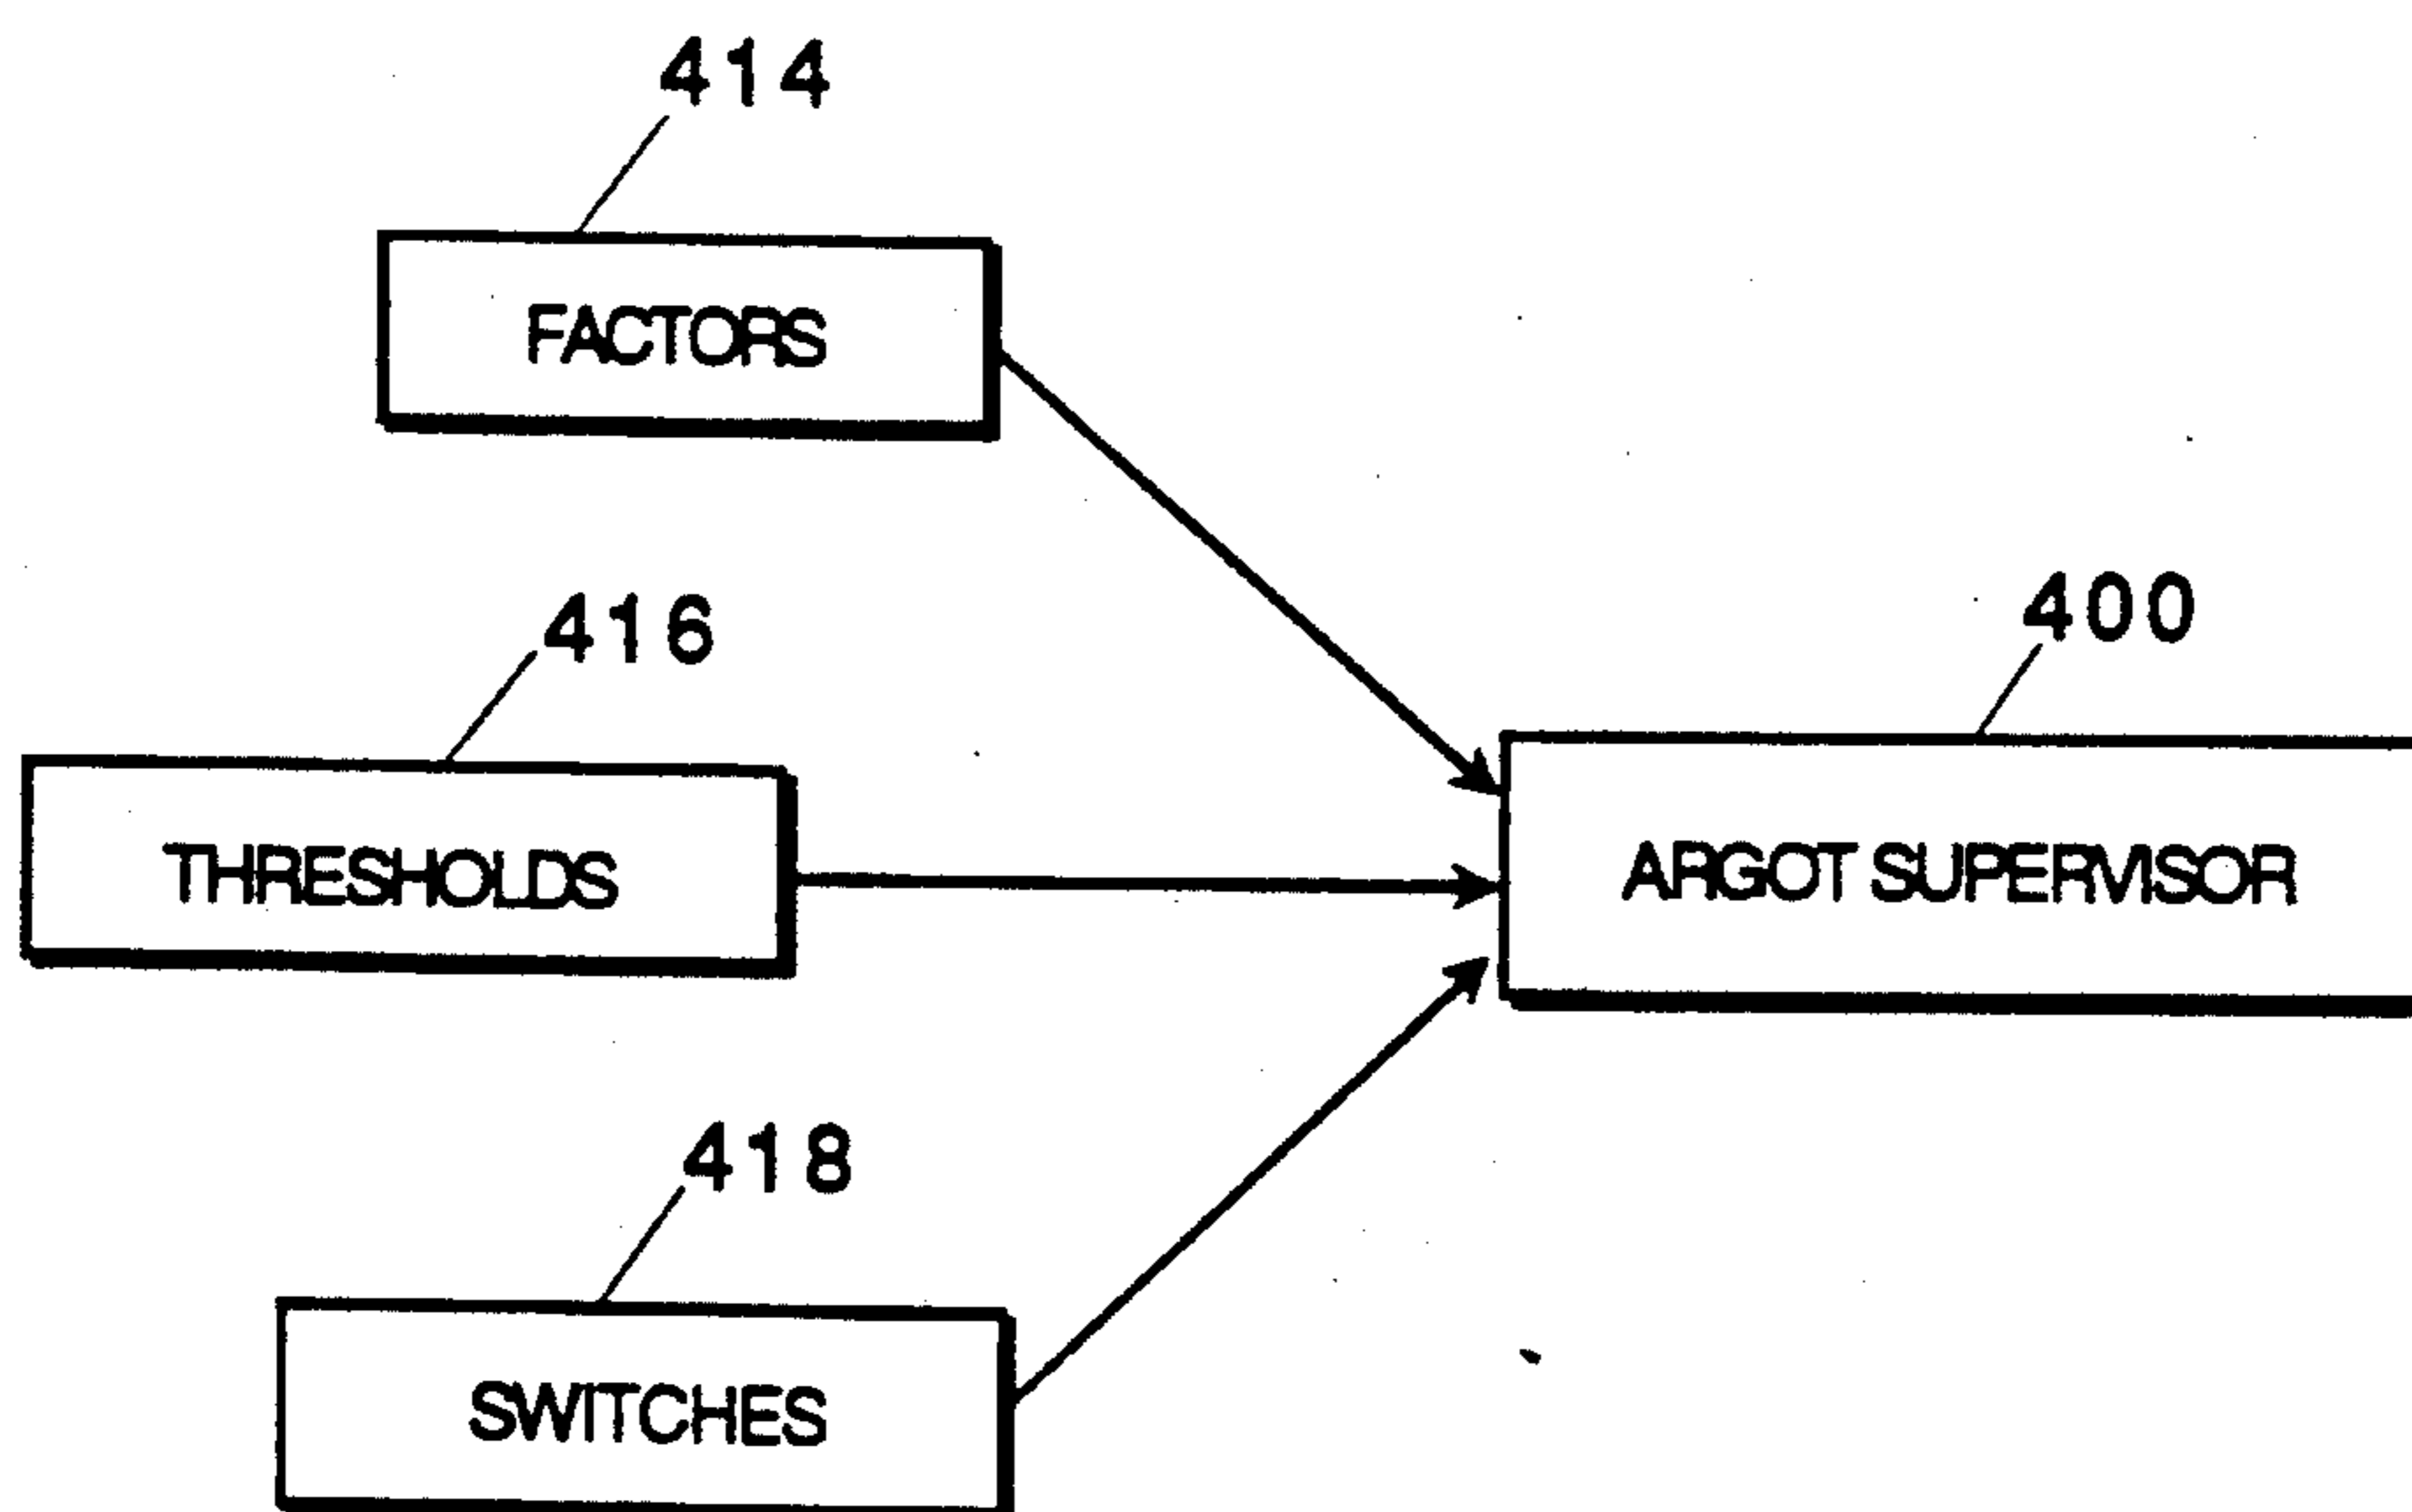 414
FACTORS
416
THRESHOLDS
400
ARGOT SUPERVISOR
418
SWITCHES